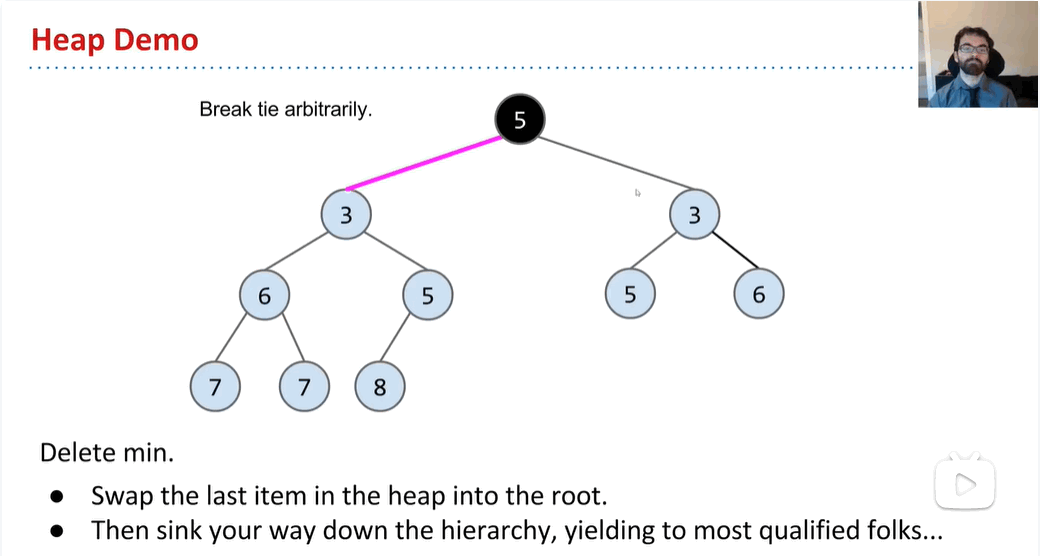 Heap Demo
Break tie arbitrarily.
5
3
3
6
5
5
6
7
7
8
Delete min.
● Swap the last item in the heap into the root.
● Then sink your way down the hierarchy, yielding to most qualified folks...